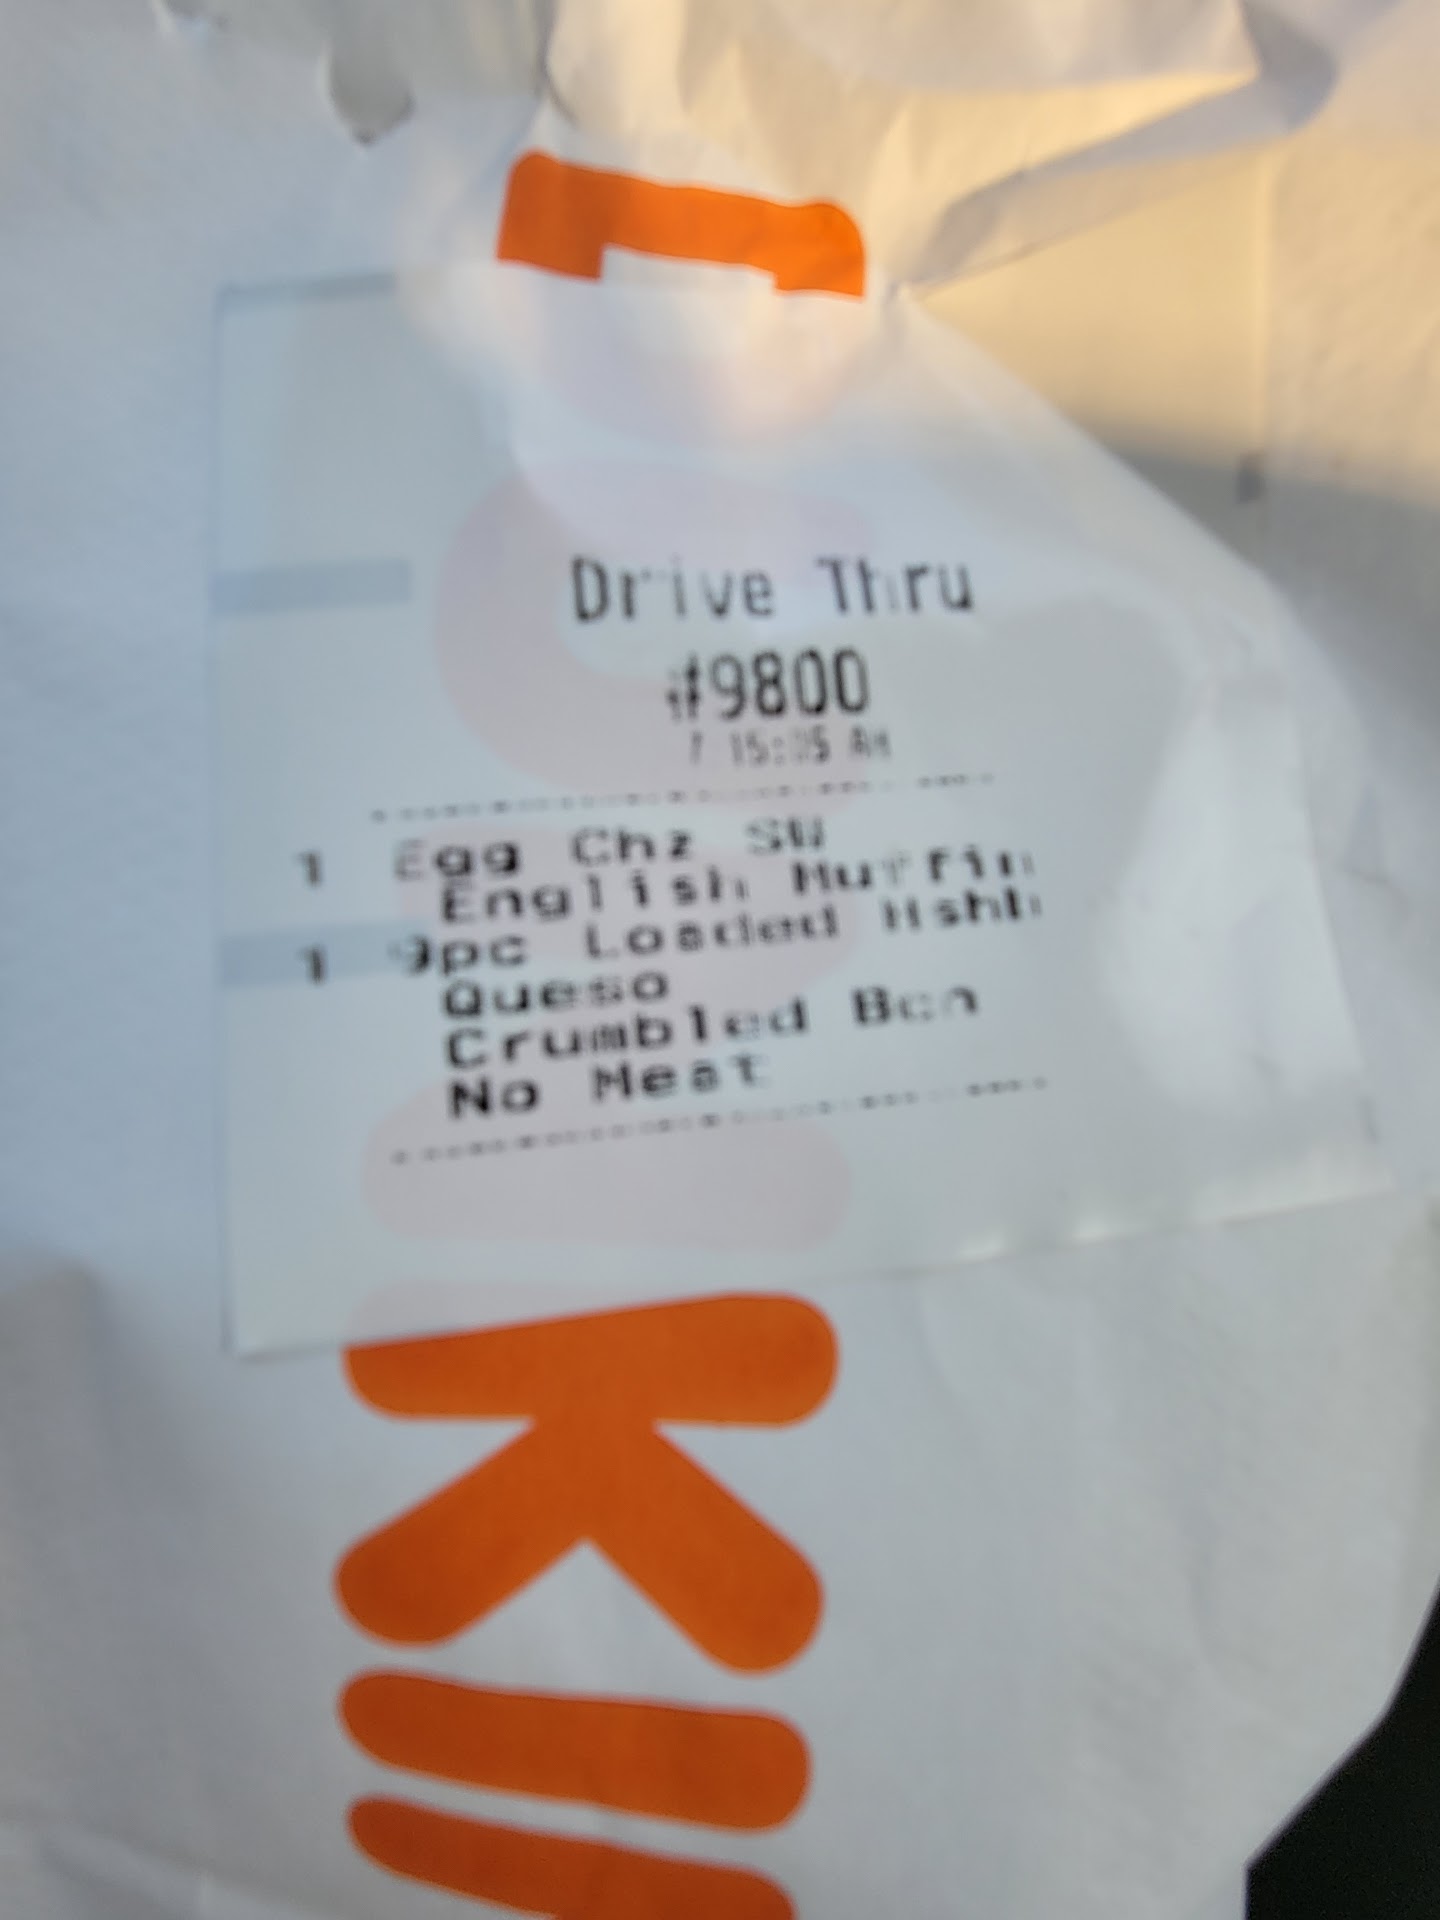 Drive Thru
#9800
1 Egg Chz SW
English Muffin
1 9pc Loaded Hshb
Queso
Crumbled Bcn
No Meat